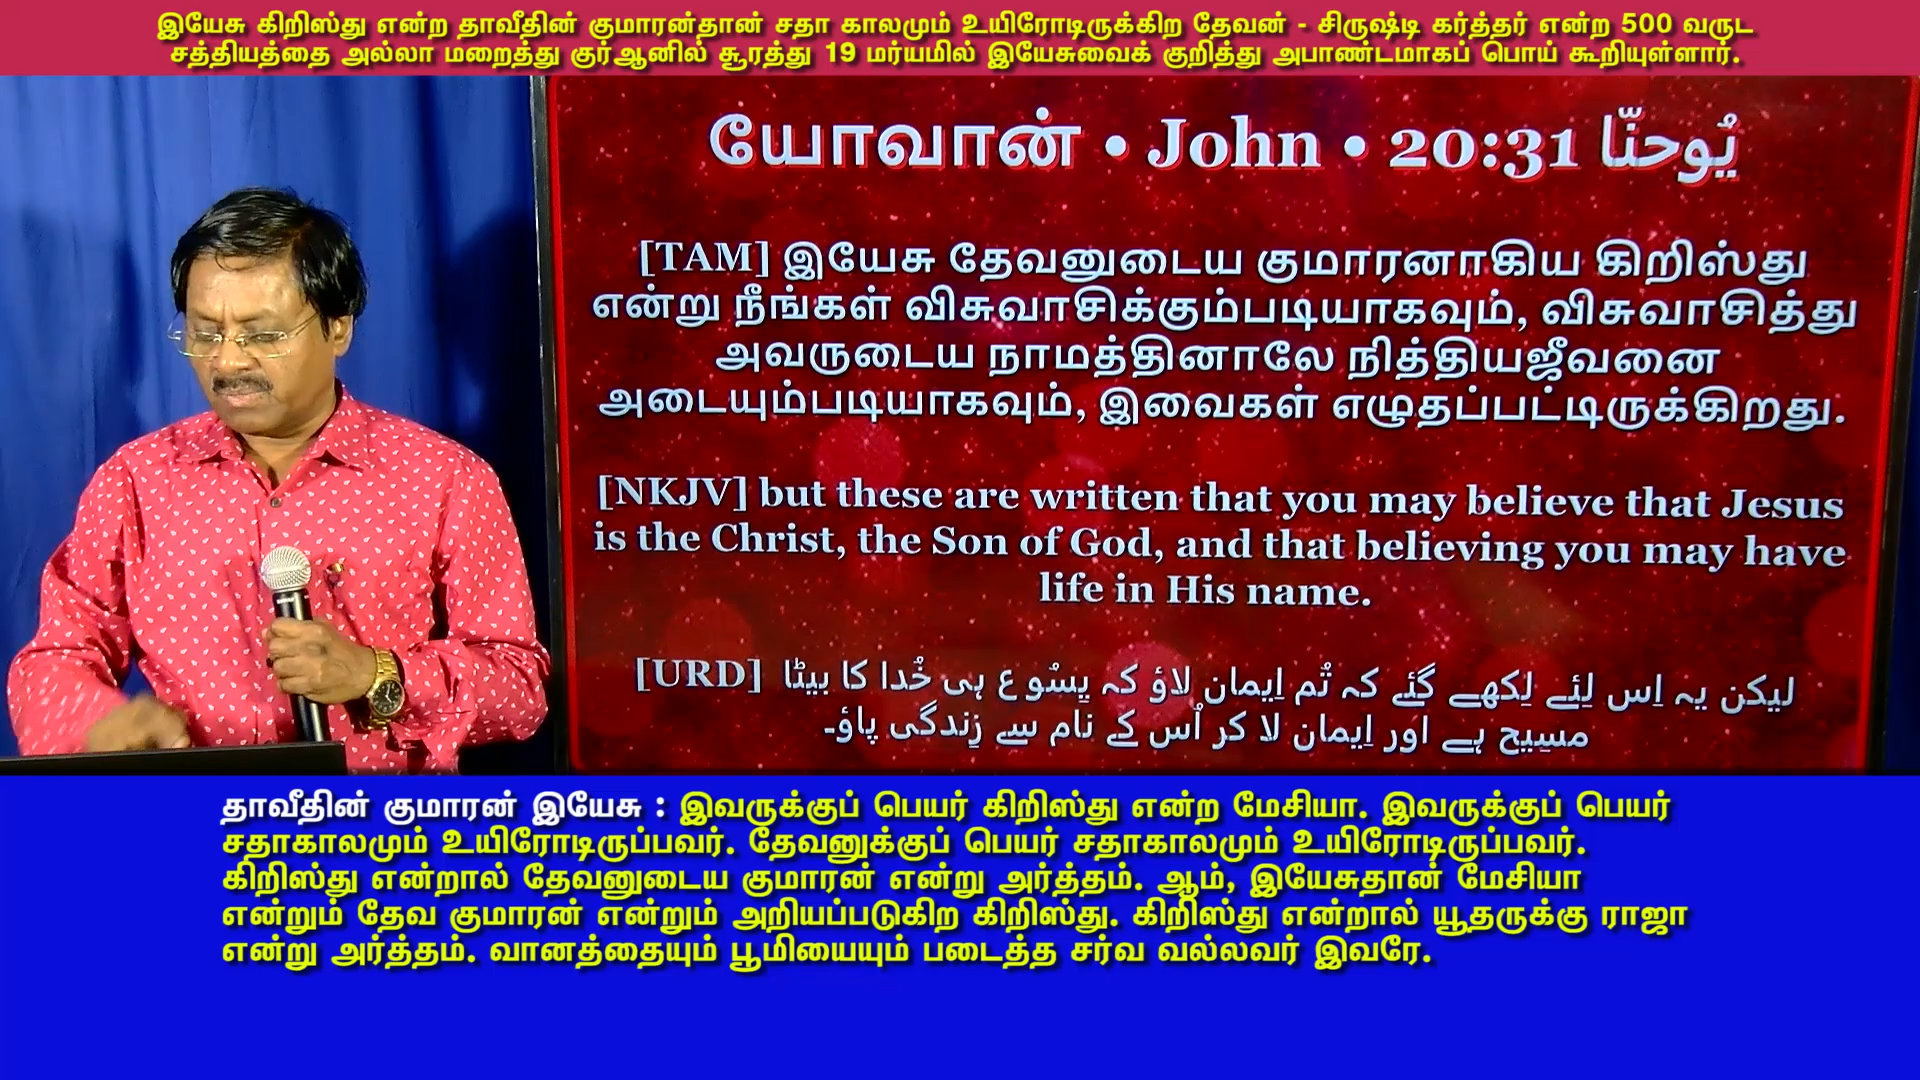 இயேசு கிறிஸ்து என்ற தாவீதின் குமாரன்தான் சதா காலமும் உயிரோடிருக்கிற தேவன் - சிருஷ்டி கர்த்தர் என்ற 500 வருட
சத்தியத்தை அல்லா மறைத்து குர்ஆனில் சூரத்து 19 மர்யமில் இயேசுவைக் குறித்து அபாண்டமாகப் பொய் கூறியுள்ளார்.
யோவான் • John • 20:31 يُوحنّا
[TAM] இயேசு தேவனுடைய குமாரனாகிய கிறிஸ்து
என்று நீங்கள் விசுவாசிக்கும்படியாகவும், விசுவாசித்து
அவருடைய நாமத்தினாலே நித்தியஜீவனை
அடையும்படியாகவும், இவைகள் எழுதப்பட்டிருக்கிறது.
[NKJV] but these are written that you may believe that Jesus
is the Christ, the Son of God, and that believing you may have
life in His name.
[URD] لیکن یہ اِس لِئے لِکھے گئے کہ تُم اِیمان لاؤ کہ یِسُوع ہی خُدا کا بیٹا
مسِیح ہے اور اِیمان لا کر اُس کے نام سے زِندگی پاؤ۔
தாவீதின் குமாரன் இயேசு : இவருக்குப் பெயர் கிறிஸ்து என்ற மேசியா. இவருக்குப் பெயர்
சதாகாலமும் உயிரோடிருப்பவர். தேவனுக்குப் பெயர் சதாகாலமும் உயிரோடிருப்பவர்.
கிறிஸ்து என்றால் தேவனுடைய குமாரன் என்று அர்த்தம். ஆம், இயேசுதான் மேசியா
என்றும் தேவ குமாரன் என்றும் அறியப்படுகிற கிறிஸ்து. கிறிஸ்து என்றால் யூதருக்கு ராஜா
என்று அர்த்தம். வானத்தையும் பூமியையும் படைத்த சர்வ வல்லவர் இவரே.